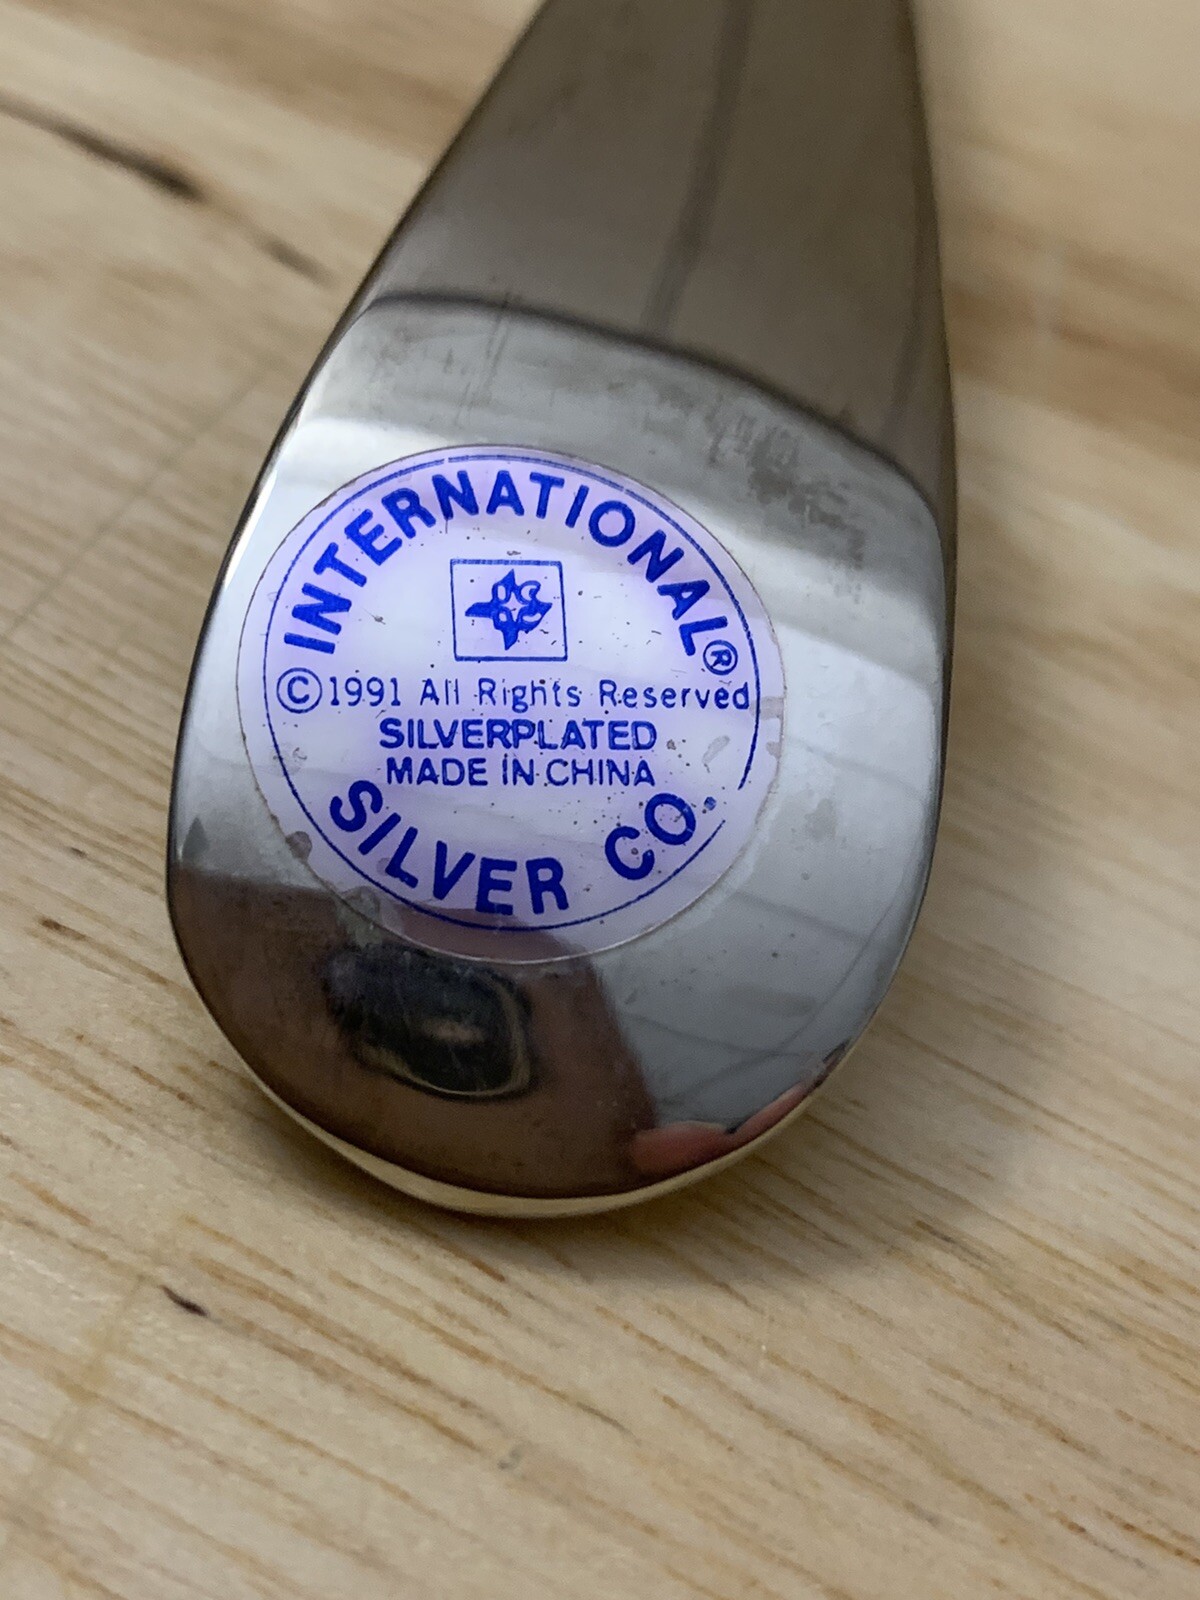 INTERNATIONAL®
©1991 All Rights Reserved
SILVERPLATED
MADE IN CHINA
SILVER CO.